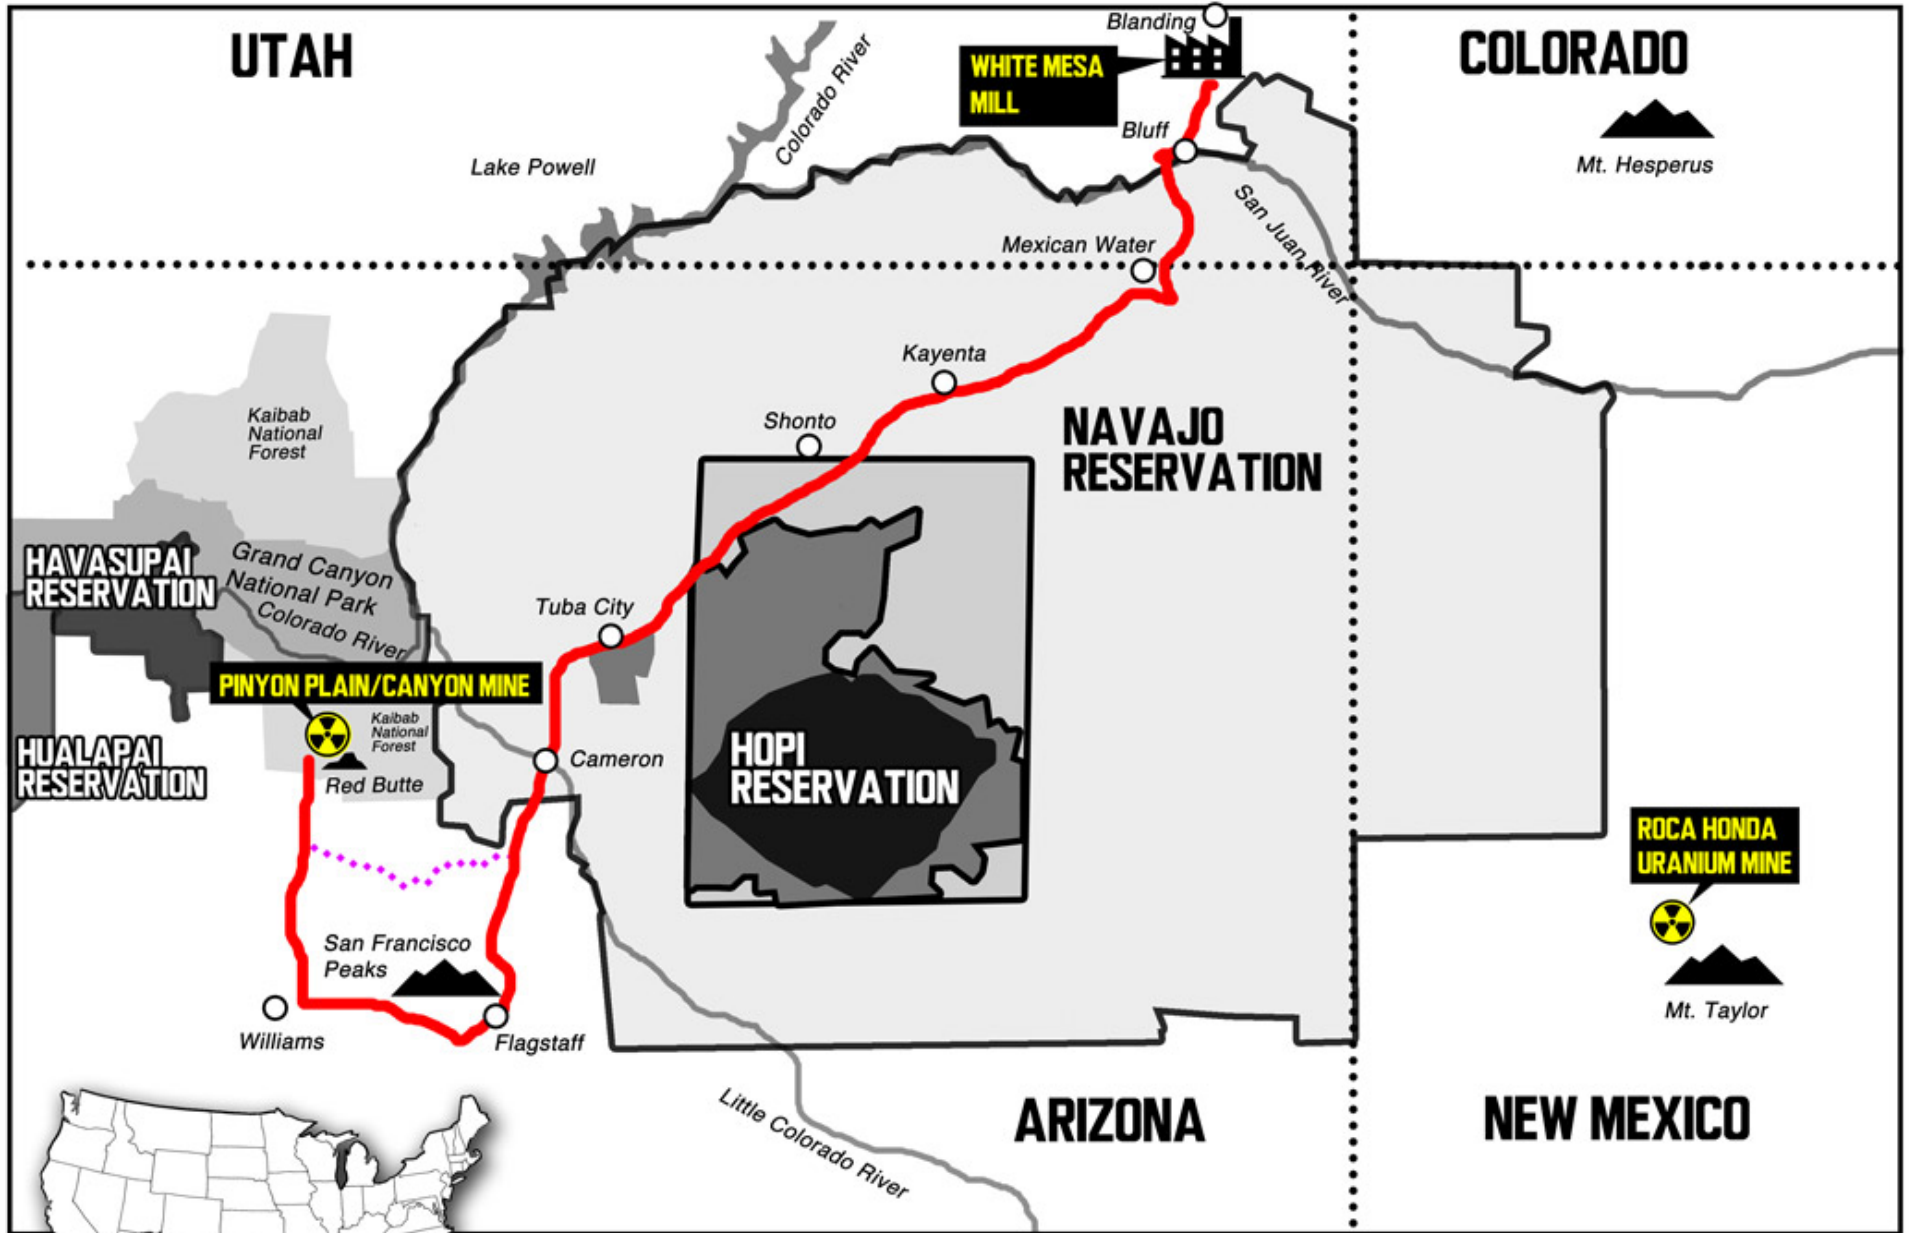 UTAH
Blanding
COLORADO
WHITE MESA
MILL
Colorado River
Bluff
Mt. Hesperus
Lake Powell
San Juan River
Mexican Water
Kayenta
Kaibab
National
Forest
Shonto
NAVAJO
RESERVATION
HAVASUPAI
RESERVATION
Grand Canyon
National Park
Colorado River
Tuba City
PINYON PLAIN/CANYON MINE
Kaibab
National
Forest
HUALAPAI
RESERVATION
Red Butte
Cameron
HOPI
RESERVATION
ROCA HONDA
URANIUM MINE
San Francisco
Peaks
Mt. Taylor
Williams
Flagstaff
Little Colorado River
ARIZONA
NEW MEXICO